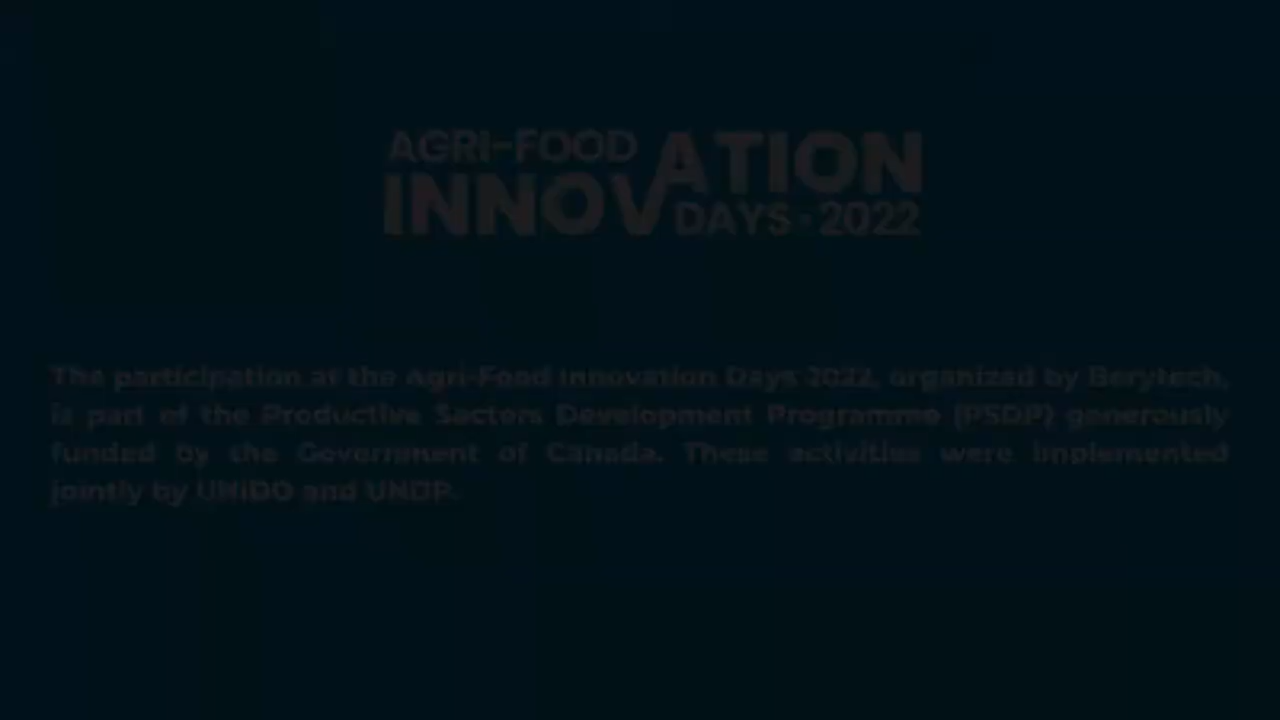 AGRI-FOOD
INNOVATION
DAYS • 2022
The participation at the Agri-Food Innovation Days 2022, organized by Berytech,
is part of the Productive Sectors Development Programme (PSDP) generously
funded by the Government of Canada. These activities were implemented
jointly by UNIDO and UNDP.